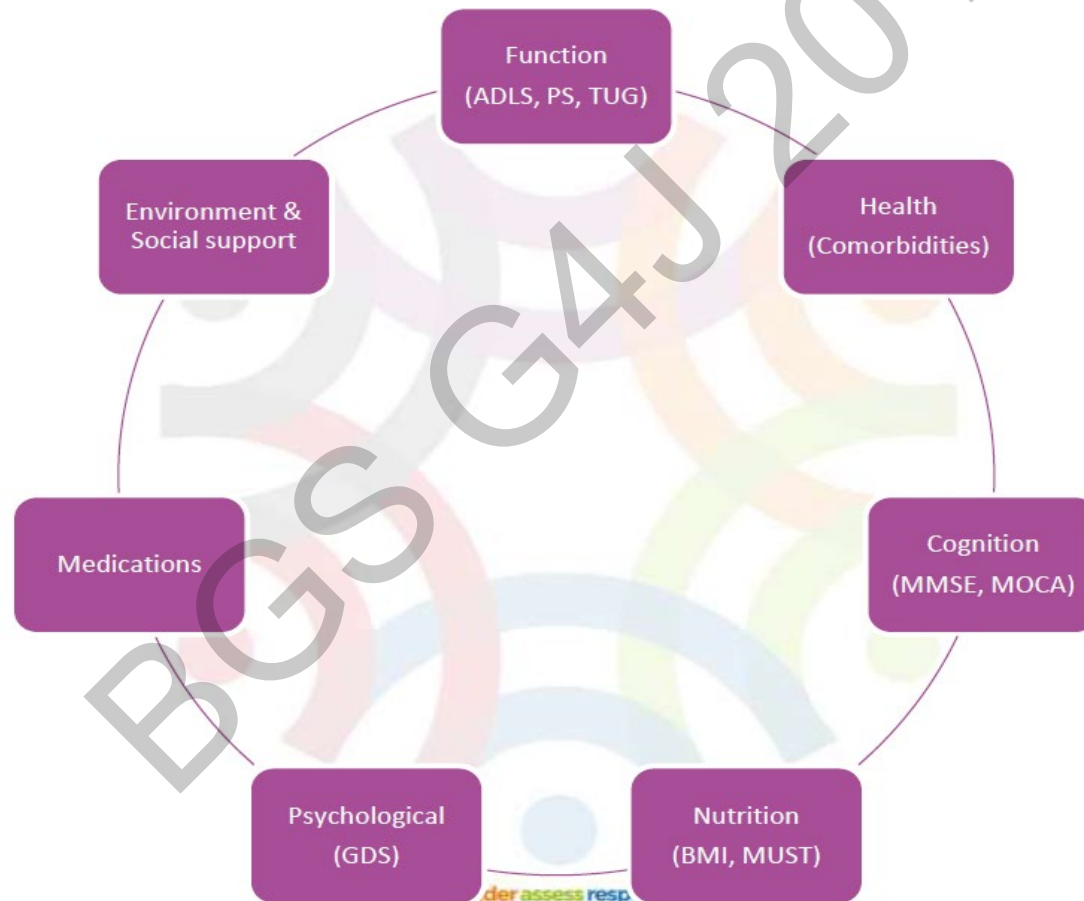 Function
(ADLS, PS, TUG)
Health
(Comorbidities)
Cognition
(MMSE, MOCA)
Nutrition
(BMI, MUST)
Psychological
(GDS)
Medications
Environment &
Social support
BGS G4J 20
assess